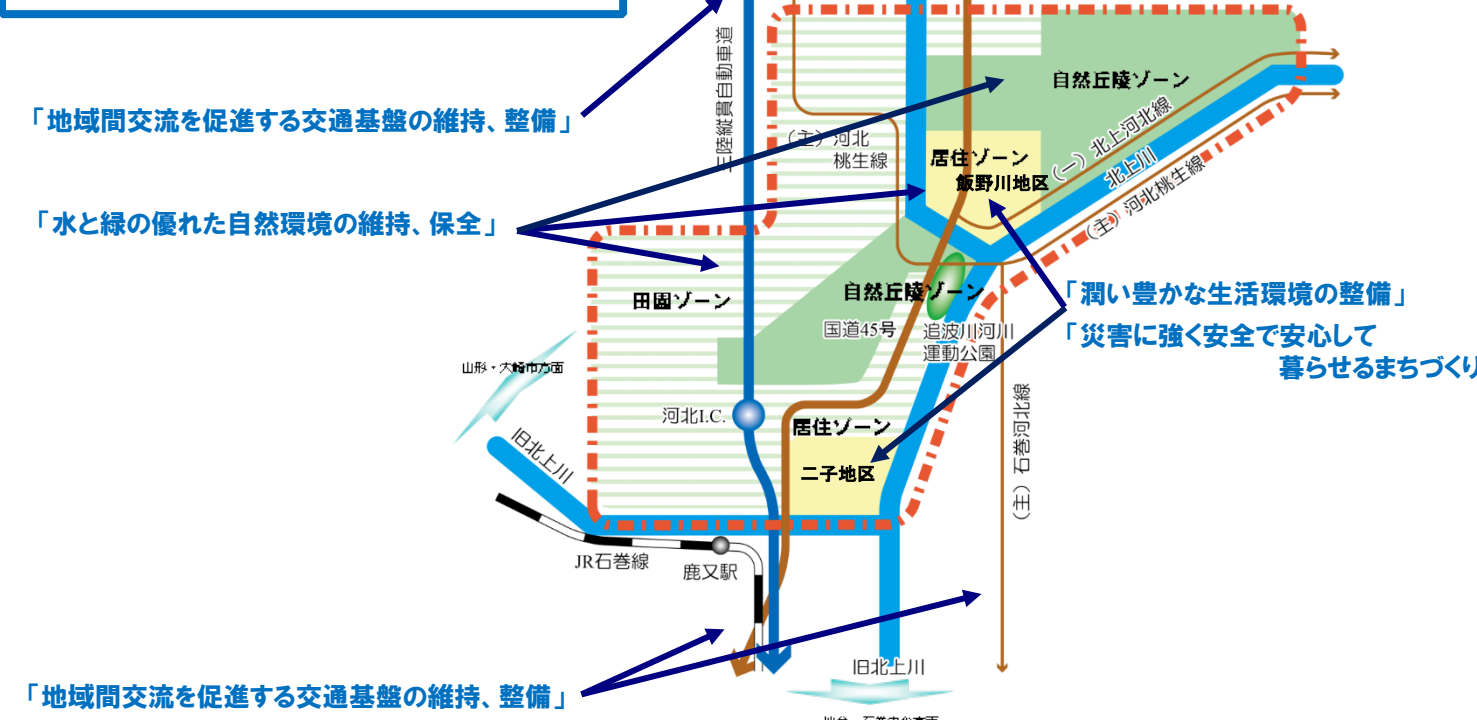 三陸縦貫自動車道
自然丘陵ゾーン
「地域間交流を促進する交通基盤の維持、整備」
(一)北上河北線
(主)河北
桃生線
居住ゾーン
飯野川地区
北上川
(主)河北桃生線
「水と緑の優れた自然環境の維持、保全」
田園ゾーン
自然丘陵ゾーン
「潤い豊かな生活環境の整備」
国道45号
追波川河川
運動公園
「災害に強く安全で安心して
暮らせるまちづくり
山形・大崎市方面
河北I.C.
居住ゾーン
(主)石巻河北線
旧北上川
二子地区
JR石巻線
鹿又駅
旧北上川
「地域間交流を促進する交通基盤の維持、整備」